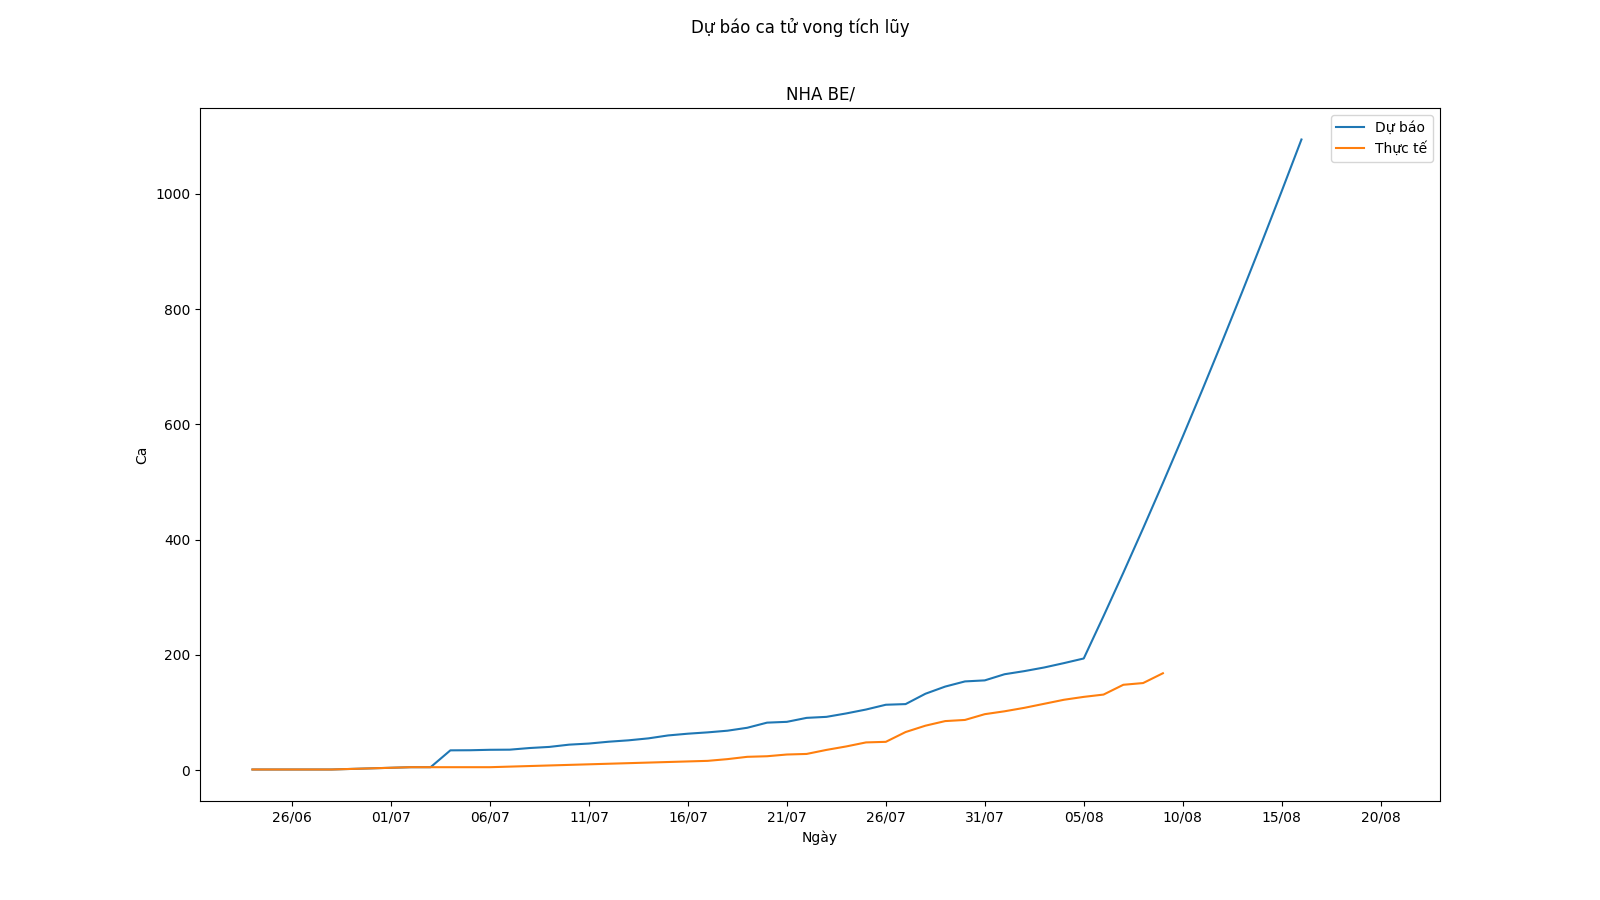 Dự báo ca tử vong tích lũy
NHA BE/
Dự báo
Thực tế
1000
800
600
400
200
0
Ca
26/06 01/07 06/07 11/07 16/07 21/07 26/07 31/07 05/08 10/08 15/08 20/08
Ngày